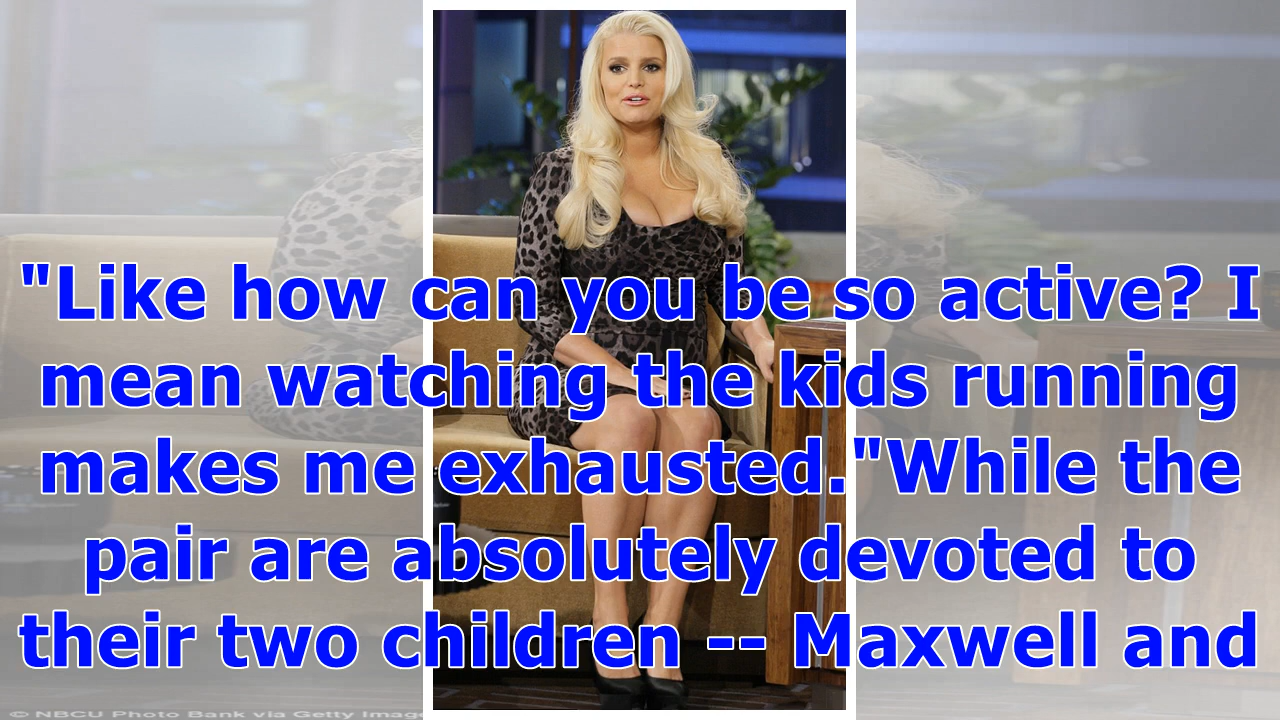 "Like how can you be so active? I
mean watching the kids running
makes me exhausted."While the
pair are absolutely devoted to
their two children -- Maxwell and
© NBCU Photo Bank via Getty Image